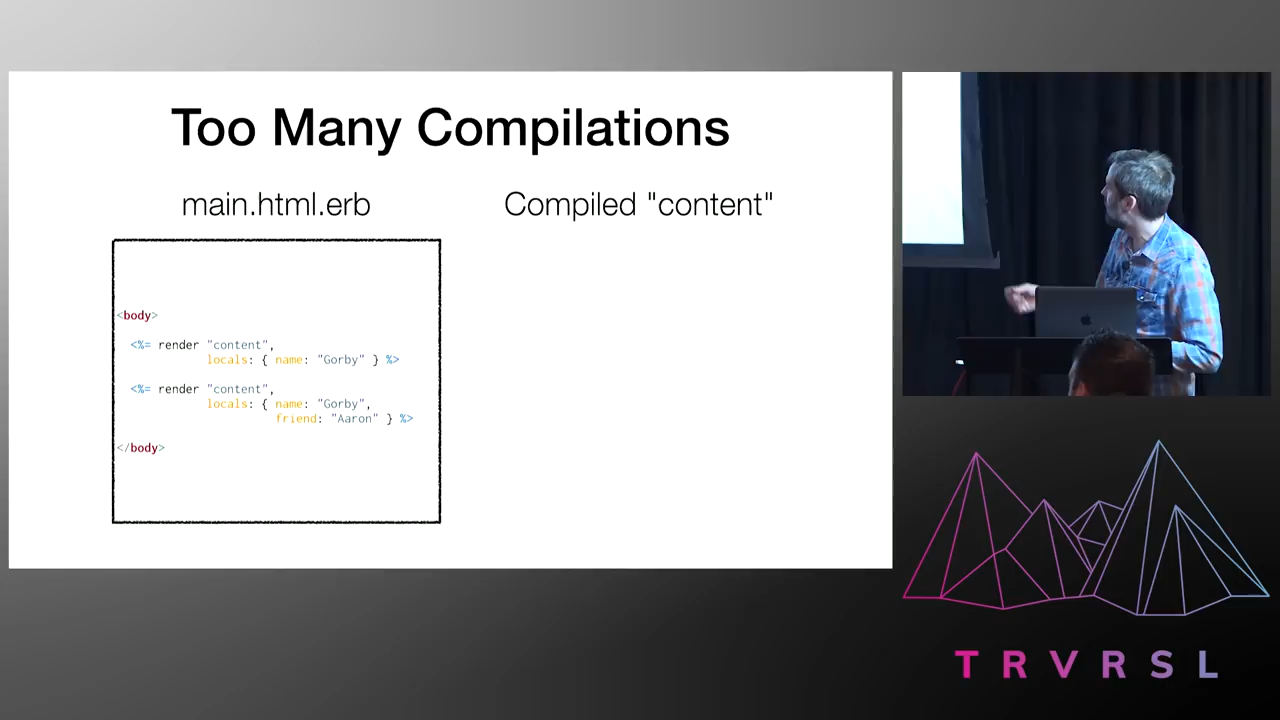 Too Many Compilations
main.html.erb
Compiled "content"
<body>
<%= render "content",
locals: { name: "Gorby" } %>
<%= render "content",
locals: { name: "Gorby",
friend: "Aaron" } %>
</body>
TRVRSL